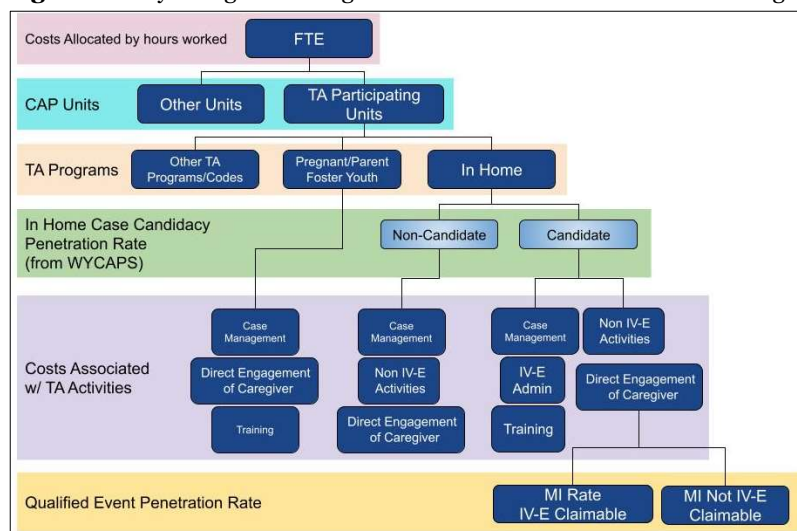 Costs Allocated by hours worked
FTE
CAP Units
Other Units
TA Participating
Units
TA Programs
Other TA
Programs/Codes
Pregnant/Parent
Foster Youth
In Home
In Home Case Candidacy
Penetration Rate
(from WYCAPS)
Non-Candidate
Candidate
Costs Associated
w/ TA Activities
Case
Management
Direct Engagement
of Caregiver
Training
Case
Management
Non IV-E
Activities
Direct Engagement
of Caregiver
Case
Management
IV-E
Admin
Training
Non IV-E
Activities
Direct Engagement
of Caregiver
Qualified Event Penetration Rate
MI Rate
IV-E Claimable
MI Not IV-E
Claimable